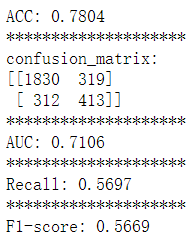 ACC: 0.7804
********************
confusion_matrix:
[[1830  319]
 [ 312  413]]
********************
AUC: 0.7106
********************
Recall: 0.5697
********************
F1-score: 0.5669